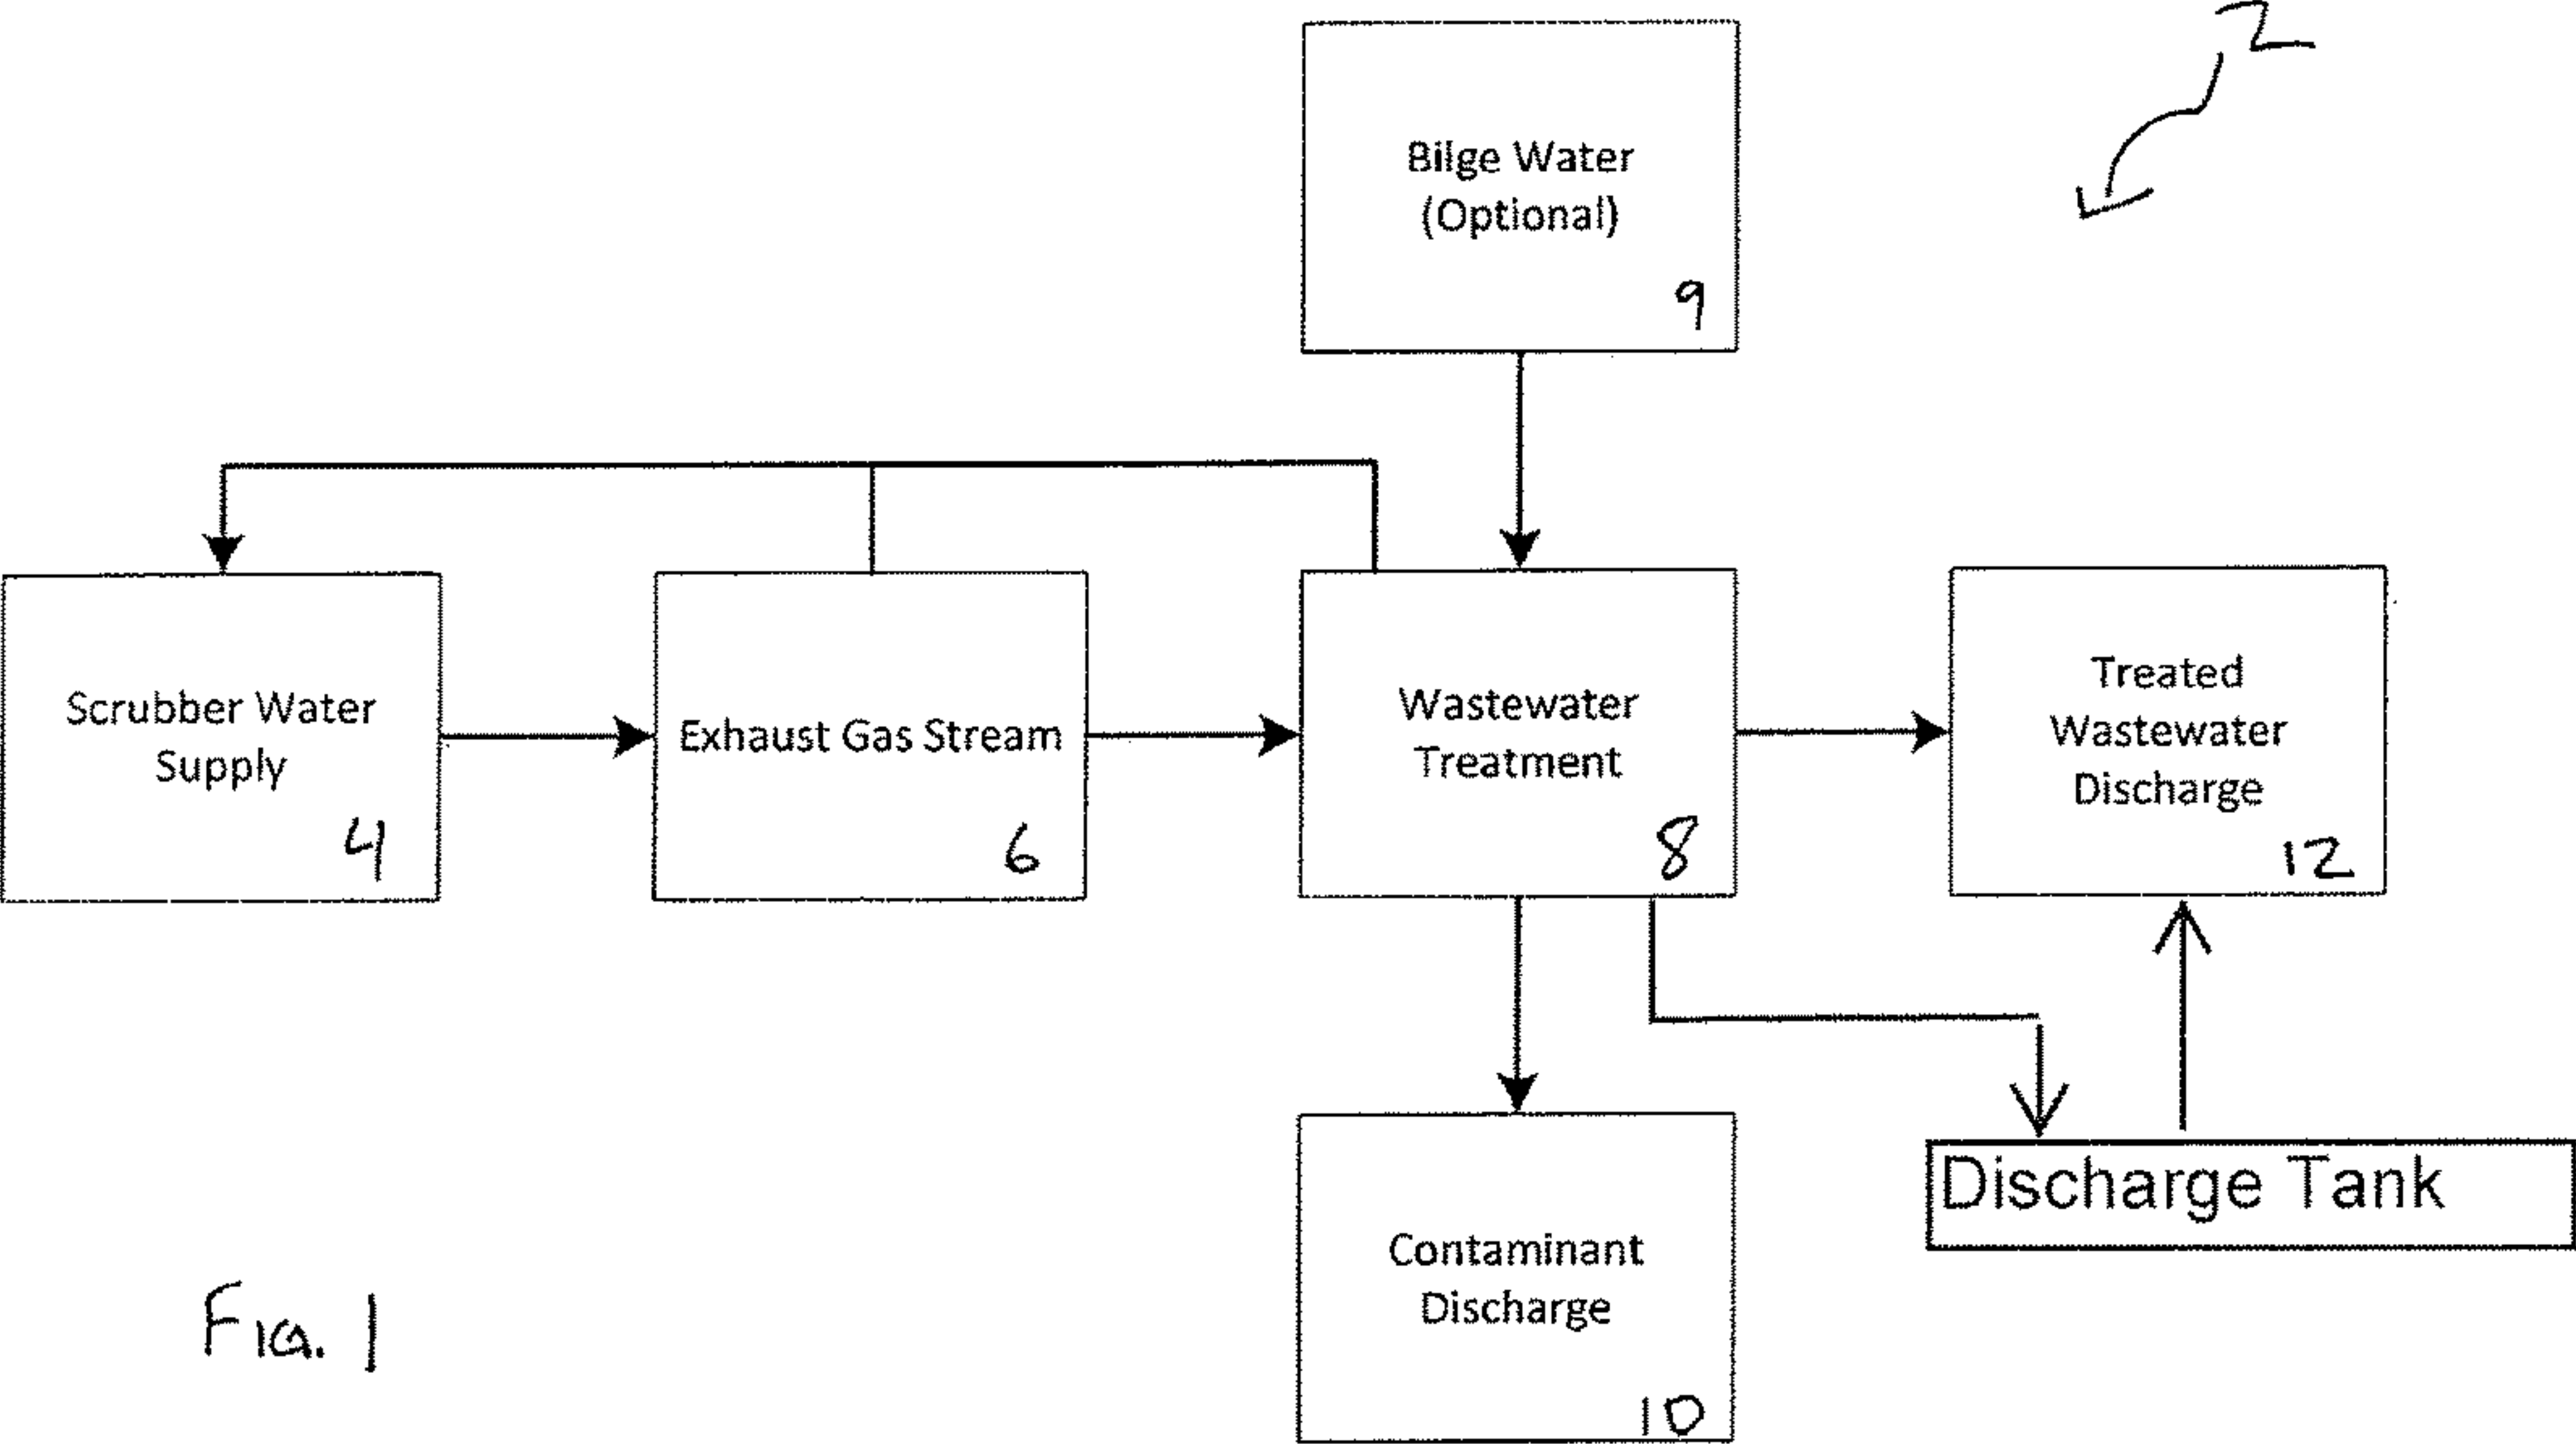 2
Bilge Water
(Optional)
9
Scrubber Water
Supply
4
Exhaust Gas Stream
6
Wastewater
Treatment
8
Treated
Wastewater
Discharge
12
Contaminant
Discharge
10
Discharge Tank
FIG. 1